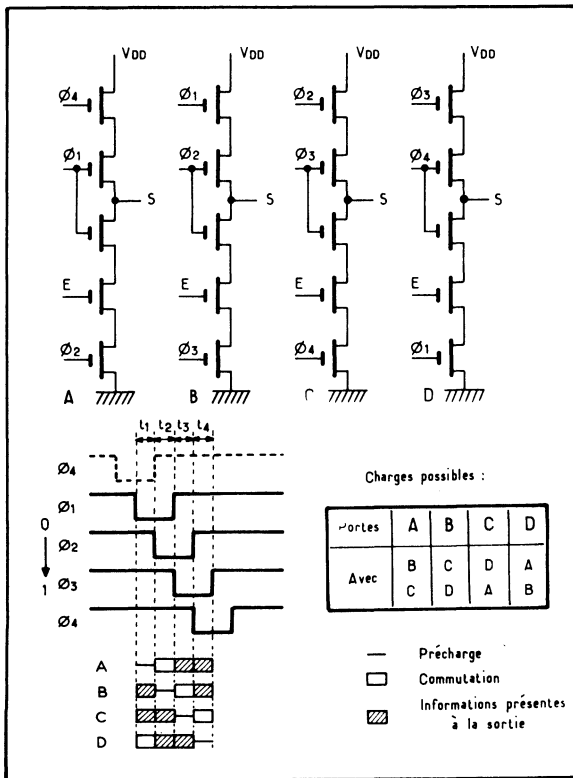 VDD VDD VDD VDD
Ø4 Ø1 Ø2 Ø3
Ø1 Ø2 Ø3 Ø4
S S S S
E E E E
Ø2 Ø3 Ø4 Ø1
A B C D
t1 t2 t3 t4
Ø4
Ø1
0
Ø2
Ø3
1
Ø4
A
B
C
D
Charges possibles :
Portes A B C D
Avec
B C D A
C D A B
Précharge
Commutation
Informations présentes
à la sortie